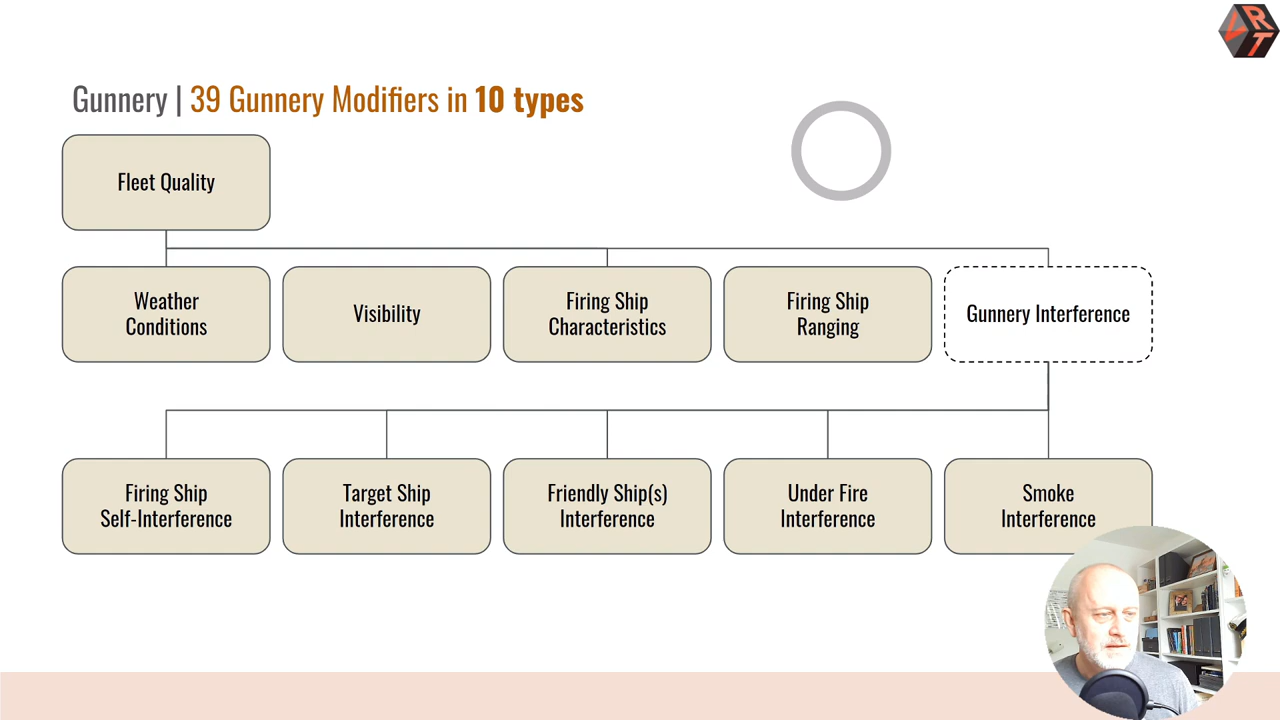 Gunnery | 39 Gunnery Modifiers in 10 types
Fleet Quality
Weather
Conditions
Visibility
Firing Ship
Characteristics
Firing Ship
Ranging
Gunnery Interference
Firing Ship
Self-Interference
Target Ship
Interference
Friendly Ship(s)
Interference
Under Fire
Interference
Smoke
Interference
LRT